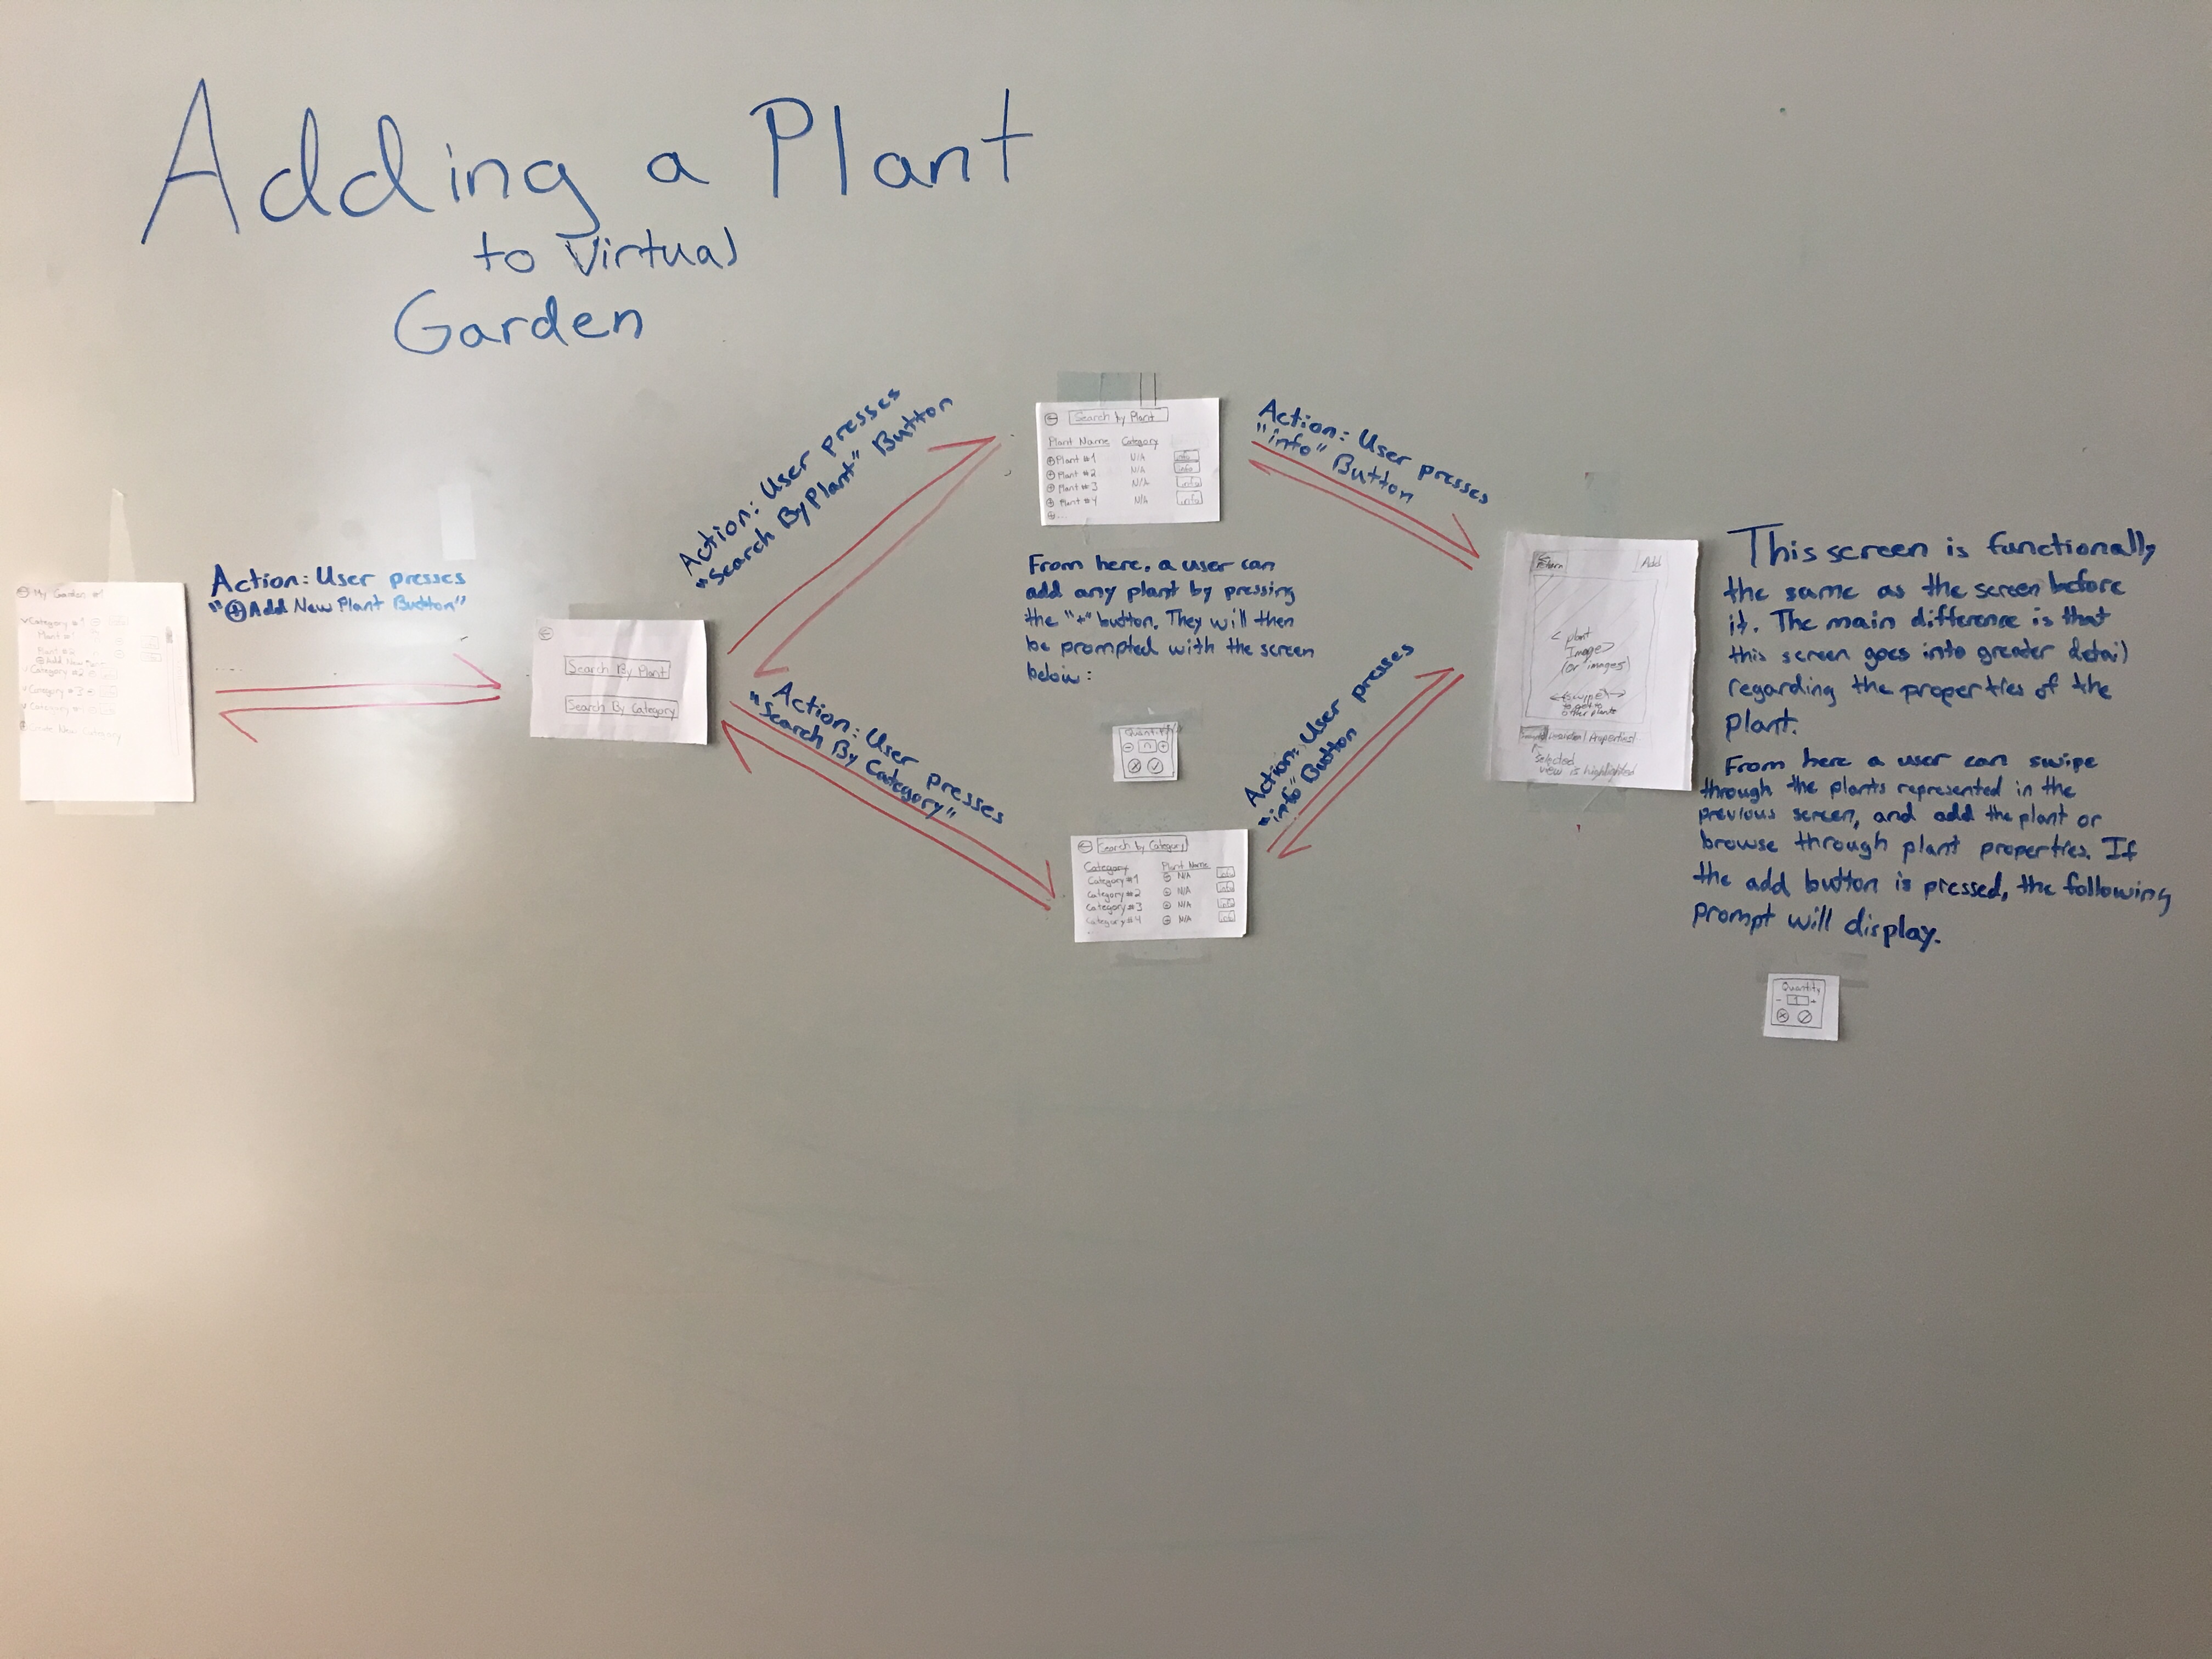 Adding a Plant
to Virtual
Garden
My Garden #1
Category #1
Plant #1
Plant #2
Add New Plant
Category #2
Category #3
Action: User presses
"⊕Add New Plant Button"
Search By Plant
Search By Category
Action: User presses
"Search By Plant" Button
Action: User presses
"Search By Category"
Search by Plant
Plant Name Category
⊕ Plant #1 N/A info
⊕ Plant #2 N/A info
⊕ Plant #3 N/A info
⊕ Plant #4 N/A info
⊕...
From here, a user can
add any plant by pressing
the "+" button. They will then
be prompted with the screen
below:
Quantity
Search by Category
Category Plant Name
Category #1 N/A info
Category #2 N/A info
Category #3 N/A info
Category #4 N/A info
Action: User presses
"info" Button
Action: User presses
"info" Button
Add
< plant
Image>
(or images)
<(swipe)->
to get to
other plants
selected
view is highlighted
This screen is functionally
the same as the screen before
it. The main difference is that
this screen goes into greater detail
regarding the properties of the
plant.
From here a user can swipe
through the plants represented in the
previous screen, and add the plant or
browse through plant properties. If
the add button is pressed, the following
prompt will display.
Quantity
- 1 +